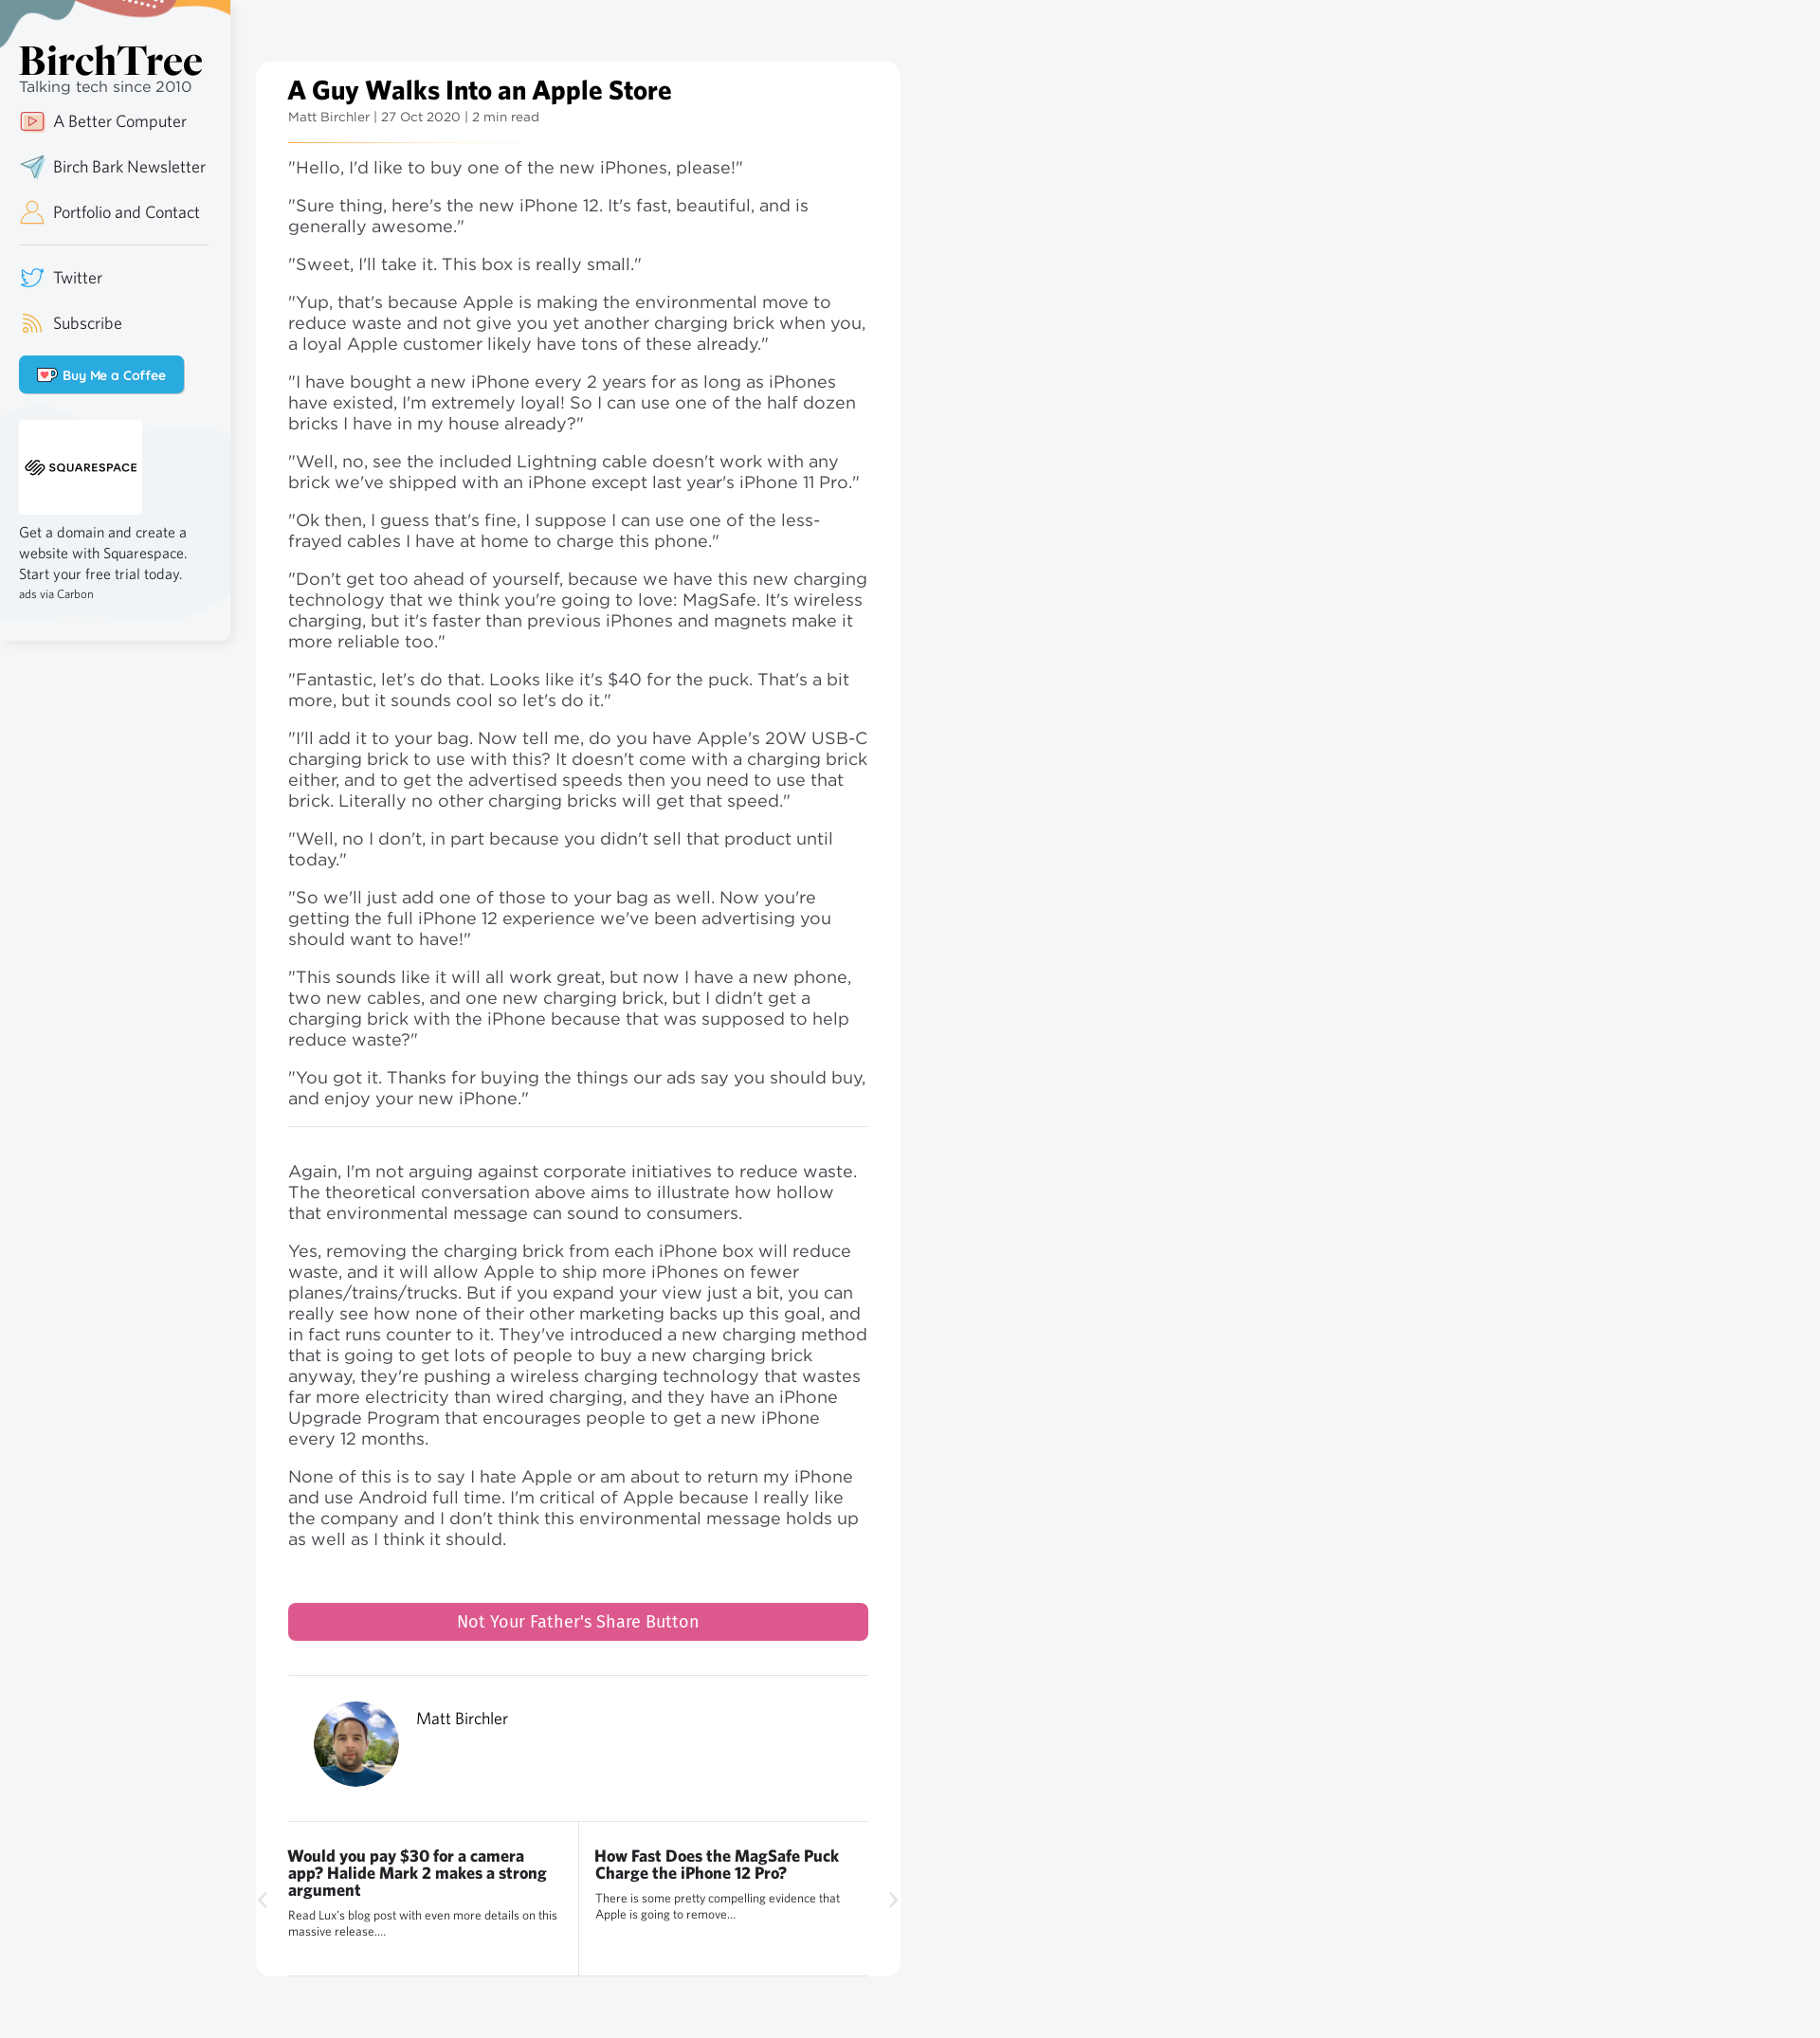 BirchTree
Talking tech since 2010
A Better Computer
Birch Bark Newsletter
Portfolio and Contact
Twitter
Subscribe
Buy Me a Coffee
SQUARESPACE
Get a domain and create a
website with Squarespace.
Start your free trial today.
ads via Carbon
A Guy Walks Into an Apple Store
Matt Birchler | 27 Oct 2020 | 2 min read
"Hello, I'd like to buy one of the new iPhones, please!"
"Sure thing, here's the new iPhone 12. It's fast, beautiful, and is
generally awesome."
"Sweet, I'll take it. This box is really small."
"Yup, that's because Apple is making the environmental move to
reduce waste and not give you yet another charging brick when you,
a loyal Apple customer likely have tons of these already."
"I have bought a new iPhone every 2 years for as long as iPhones
have existed, I'm extremely loyal! So I can use one of the half dozen
bricks I have in my house already?"
"Well, no, see the included Lightning cable doesn't work with any
brick we've shipped with an iPhone except last year's iPhone 11 Pro."
"Ok then, I guess that's fine, I suppose I can use one of the less-
frayed cables I have at home to charge this phone."
"Don't get too ahead of yourself, because we have this new charging
technology that we think you're going to love: MagSafe. It's wireless
charging, but it's faster than previous iPhones and magnets make it
more reliable too."
"Fantastic, let's do that. Looks like it's $40 for the puck. That's a bit
more, but it sounds cool so let's do it."
"I'll add it to your bag. Now tell me, do you have Apple's 20W USB-C
charging brick to use with this? It doesn't come with a charging brick
either, and to get the advertised speeds then you need to use that
brick. Literally no other charging bricks will get that speed."
"Well, no I don't, in part because you didn't sell that product until
today."
"So we'll just add one of those to your bag as well. Now you're
getting the full iPhone 12 experience we've been advertising you
should want to have!"
"This sounds like it will all work great, but now I have a new phone,
two new cables, and one new charging brick, but I didn't get a
charging brick with the iPhone because that was supposed to help
reduce waste?"
"You got it. Thanks for buying the things our ads say you should buy,
and enjoy your new iPhone."
Again, I'm not arguing against corporate initiatives to reduce waste.
The theoretical conversation above aims to illustrate how hollow
that environmental message can sound to consumers.
Yes, removing the charging brick from each iPhone box will reduce
waste, and it will allow Apple to ship more iPhones on fewer
planes/trains/trucks. But if you expand your view just a bit, you can
really see how none of their other marketing backs up this goal, and
in fact runs counter to it. They've introduced a new charging method
that is going to get lots of people to buy a new charging brick
anyway, they're pushing a wireless charging technology that wastes
far more electricity than wired charging, and they have an iPhone
Upgrade Program that encourages people to get a new iPhone
every 12 months.
None of this is to say I hate Apple or am about to return my iPhone
and use Android full time. I'm critical of Apple because I really like
the company and I don't think this environmental message holds up
as well as I think it should.
Not Your Father's Share Button
Matt Birchler
Would you pay $30 for a camera
app? Halide Mark 2 makes a strong
argument
Read Lux's blog post with even more details on this
massive release....
How Fast Does the MagSafe Puck
Charge the iPhone 12 Pro?
There is some pretty compelling evidence that
Apple is going to remove...